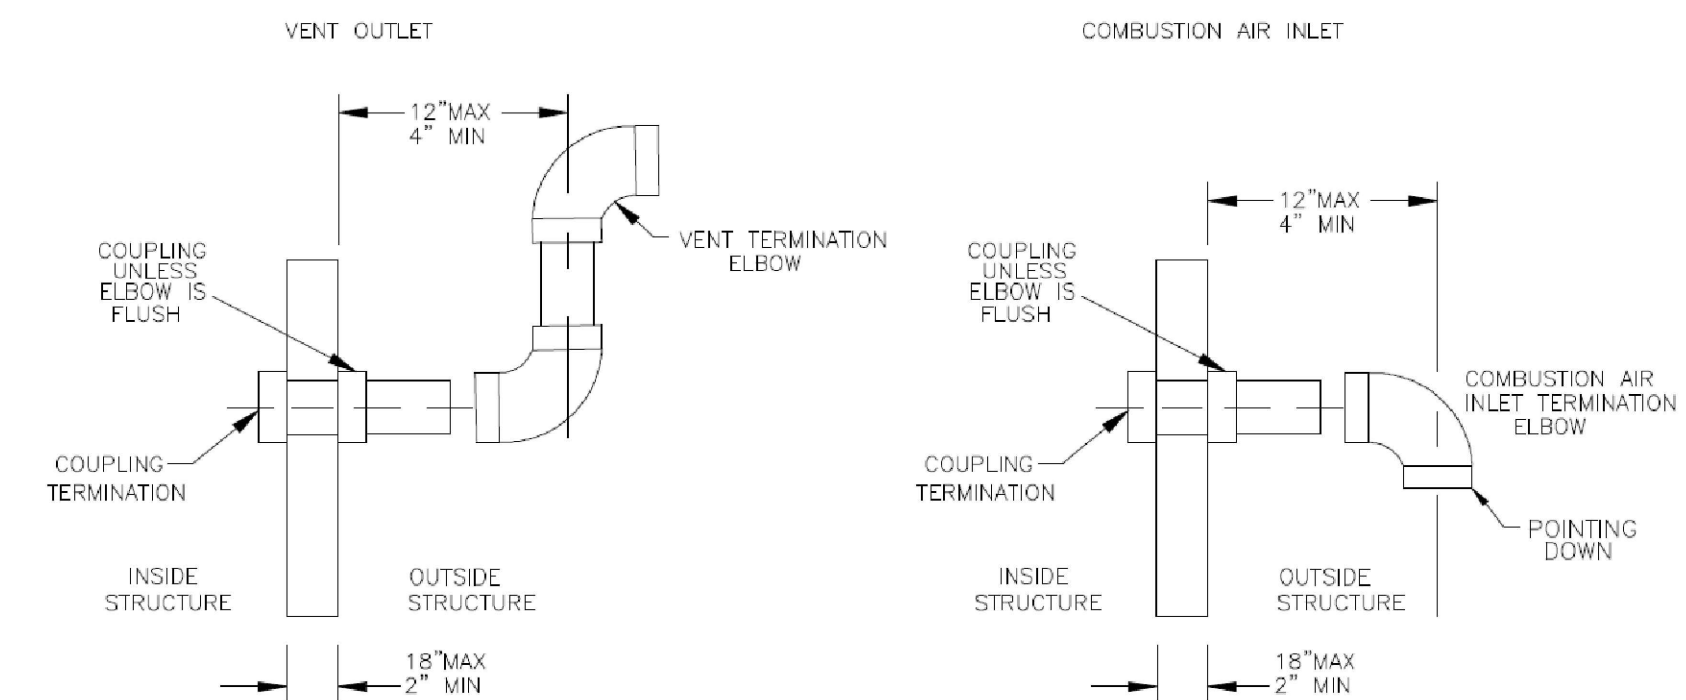 VENT OUTLET
12”MAX
4” MIN
COUPLING
UNLESS
ELBOW IS
FLUSH
VENT TERMINATION
ELBOW
COUPLING
TERMINATION
INSIDE
STRUCTURE
OUTSIDE
STRUCTURE
18”MAX
2” MIN
COMBUSTION AIR INLET
12”MAX
4” MIN
COUPLING
UNLESS
ELBOW IS
FLUSH
COMBUSTION AIR
INLET TERMINATION
ELBOW
COUPLING
TERMINATION
POINTING
DOWN
INSIDE
STRUCTURE
OUTSIDE
STRUCTURE
18”MAX
2” MIN